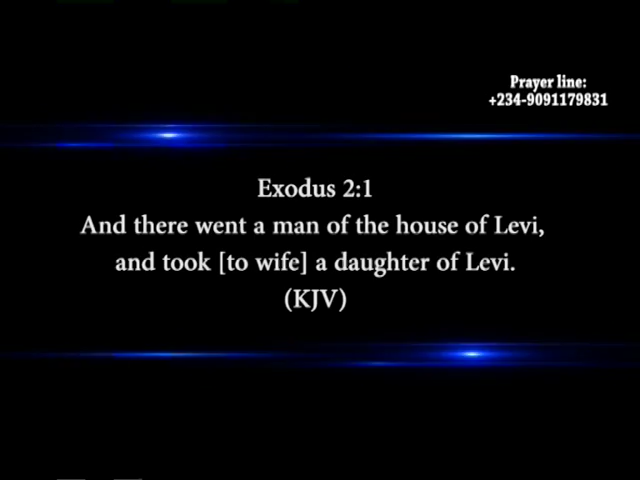 Prayer line:
+234-9091179831
Exodus 2:1
And there went a man of the house of Levi,
and took [to wife] a daughter of Levi.
(KJV)